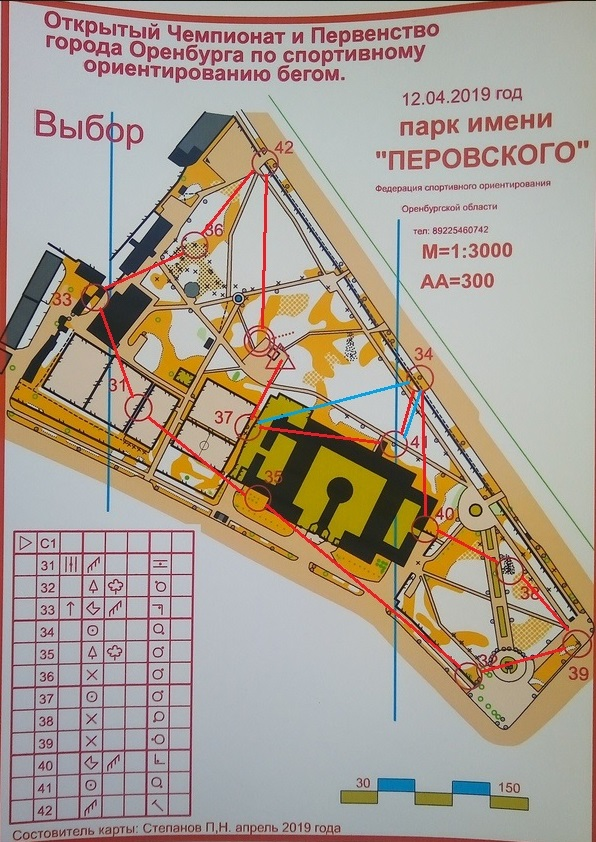 Открытый Чемпионат и Первенство
города Оренбурга по спортивному
ориентированию бегом.
12.04.2019 год
парк имени
"ПЕРОВСКОГО"
Федерация спортивного ориентирования
Оренбургской области
тел: 89225460742
М=1:3000
АА=300
Выбор
42
36
33
34
31
37
41
35
40
38
32
39
С1
31
32
33
34
35
36
37
38
39
40
41
42
30 150
Состовитель карты: Степанов П,Н. апрель 2019 года